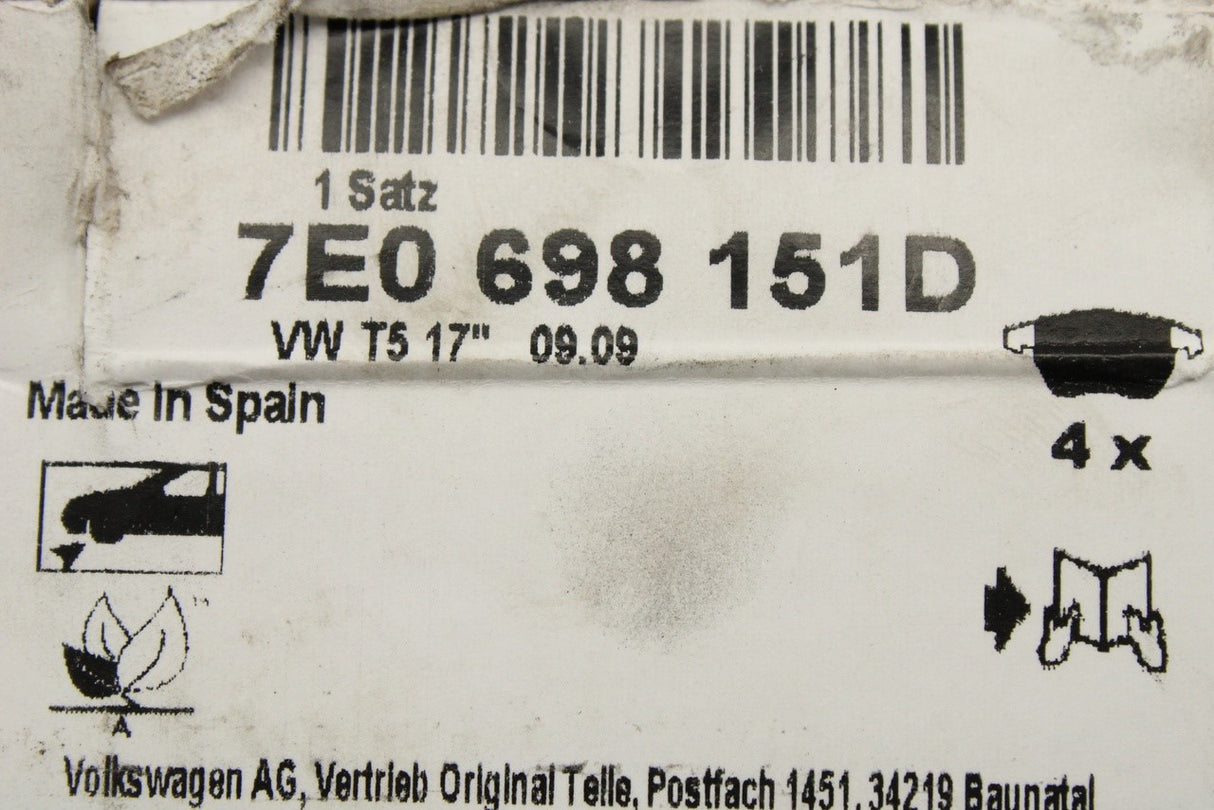 1 Satz
7E0 698 151D
VW T5 17" 09.09
Made In Spain
4 x
TM
A
Volkswagen AG, Vertrieb Original Teile, Postfach 1451, 34219 Baunatal